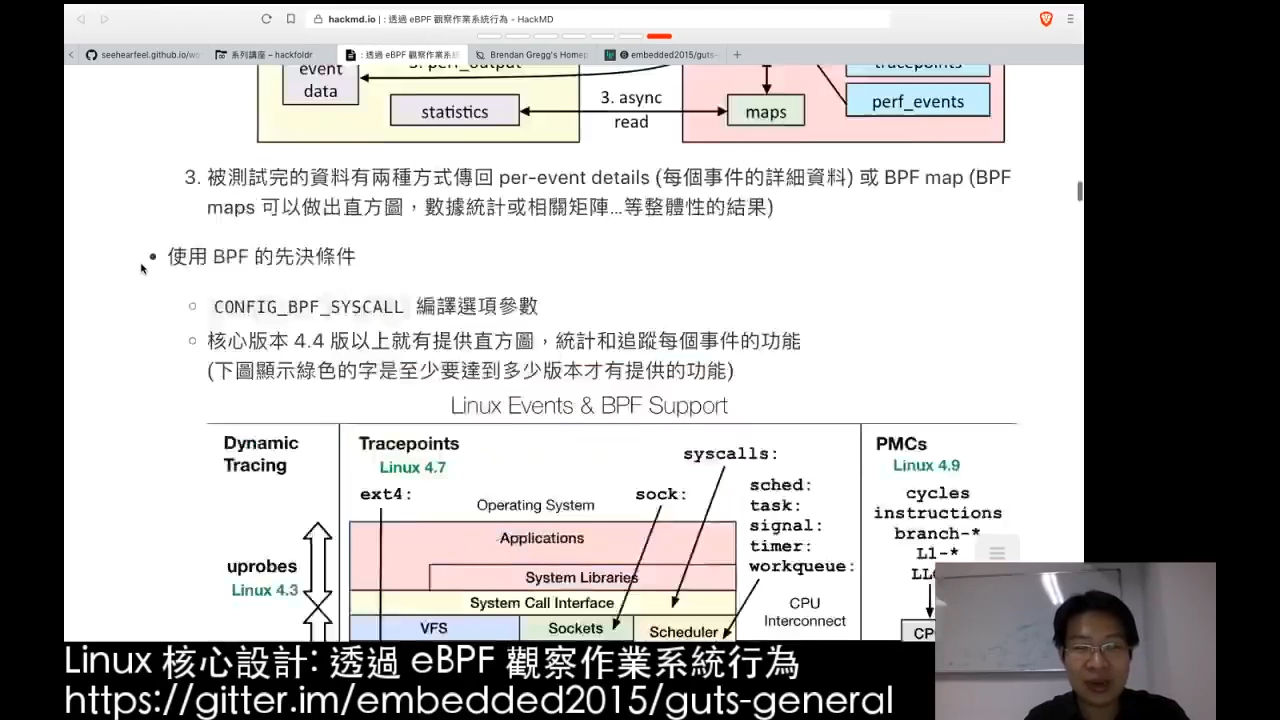 hackmd.io | : 透過 eBPF 觀察作業系統行為 - HackMD
seehearfeel.github.io/wo
系列講座 – hackfoldr
: 透過 eBPF 觀察作業系統
Brendan Gregg's Homep
embedded2015/guts-
event
data
3. perf_output
statistics
3. async
read
maps
tracepoints
perf_events
3. 被測試完的資料有兩種方式傳回 per-event details (每個事件的詳細資料) 或 BPF map (BPF
maps 可以做出直方圖，數據統計或相關矩陣...等整體性的結果)
使用 BPF 的先決條件
CONFIG_BPF_SYSCALL 編譯選項參數
核心版本 4.4 版以上就有提供直方圖，統計和追蹤每個事件的功能
(下圖顯示綠色的字是至少要達到多少版本才有提供的功能)
Linux Events & BPF Support
Dynamic
Tracing
Tracepoints
Linux 4.7
PMCs
Linux 4.9
syscalls:
ext4:
Operating System
sock:
sched:
task:
signal:
timer:
workqueue:
cycles
instructions
branch-*
L1-*
Applications
System Libraries
System Call Interface
uprobes
Linux 4.3
VFS
Sockets
Scheduler
CPU
Interconnect
Linux 核心設計: 透過 eBPF 觀察作業系統行為
https://gitter.im/embedded2015/guts-general